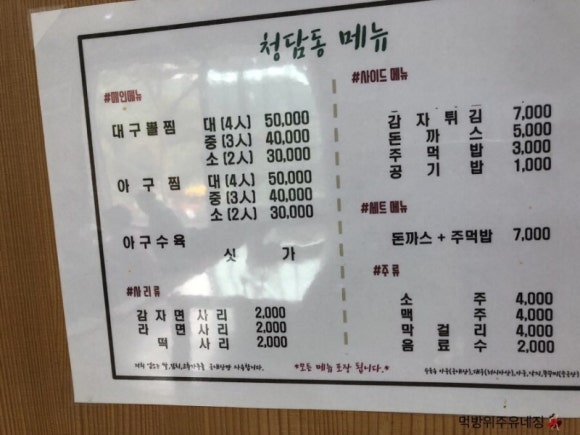 청담동 메뉴
#메인메뉴
대구뽈찜 대(4人) 50,000
중(3人) 40,000
소(2人) 30,000
아구찜 대(4人) 50,000
중(3人) 40,000
소(2人) 30,000
아구수육 싯가
#사리류
감자면사리 2,000
라면사리 2,000
떡사리 2,000
#사이드메뉴
감자튀김 7,000
돈까스 5,000
주먹밥 3,000
공기밥 1,000
#세트메뉴
돈까스+주먹밥 7,000
#주류
소주 4,000
맥주 4,000
막걸리 4,000
음료수 2,000
*모든 메뉴 포장 됩니다.*
먹방위주유네장